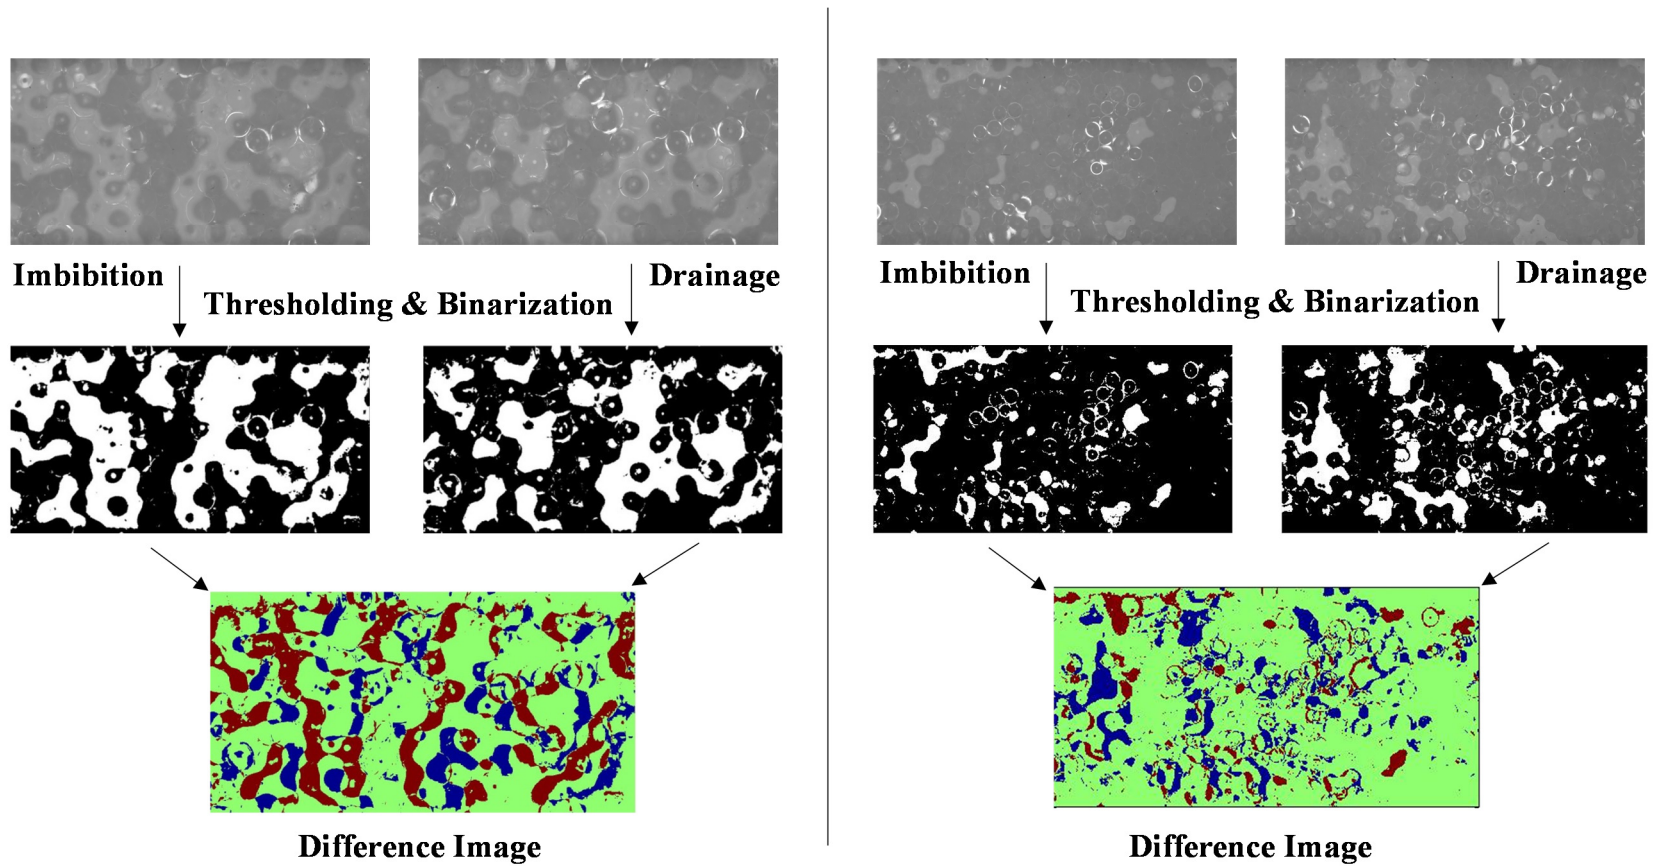 Imbibition
Drainage
Thresholding & Binarization
Difference Image
Imbibition
Drainage
Thresholding & Binarization
Difference Image